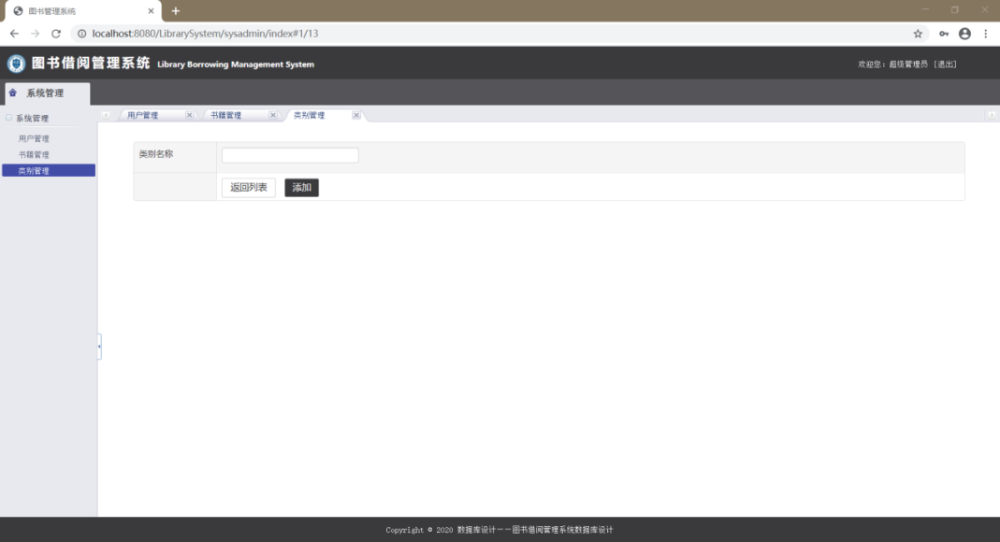 图书管理系统
localhost:8080/LibrarySystem/sysadmin/index#1/13
图书借阅管理系统 Library Borrowing Management System
欢迎您：超级管理员 [退出]
系统管理
系统管理
用户管理
书籍管理
类别管理
用户管理 书籍管理 类别管理
类别名称
返回列表 添加
Copyright © 2020 数据库设计——图书借阅管理系统数据库设计